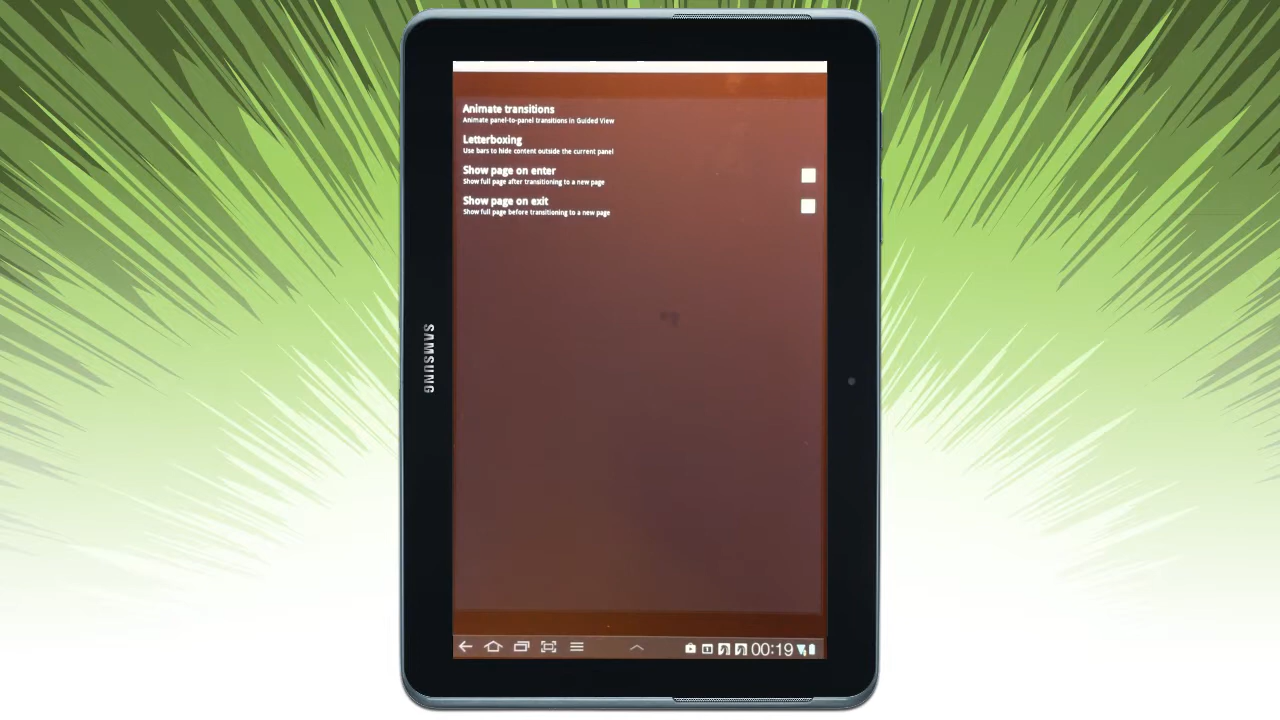 Animate transitions
Animate panel-to-panel transitions in Guided View
Letterboxing
Use bars to hide content outside the current panel
Show page on enter
Show full page after transitioning to a new page
Show page on exit
Show full page before transitioning to a new page
SAMSUNG
00:19